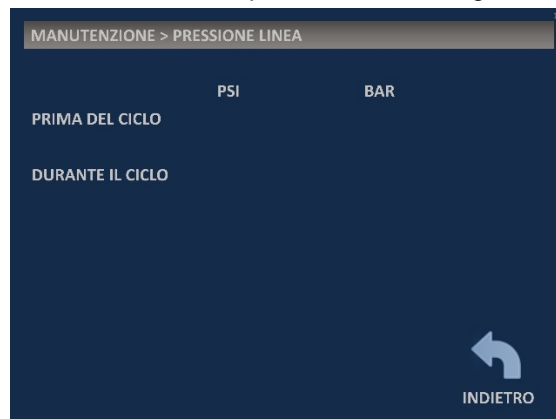 MANUTENZIONE > PRESSIONE LINEA
PSI BAR
PRIMA DEL CICLO
DURANTE IL CICLO
INDIETRO